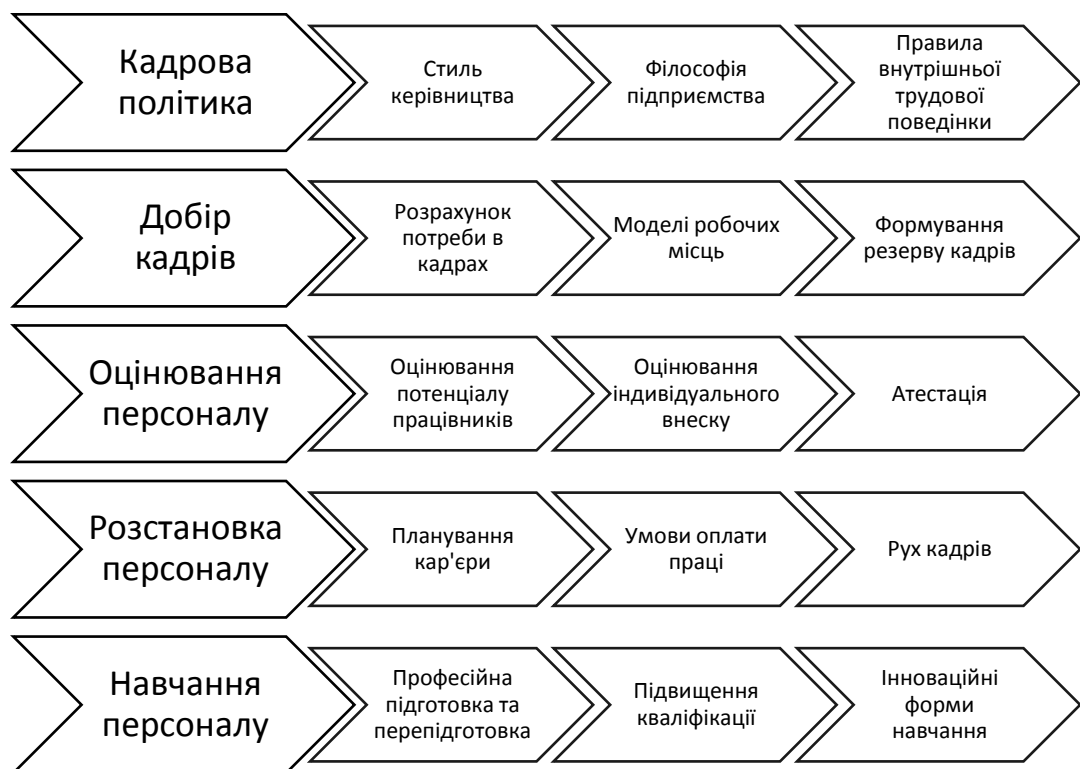 Кадрова
політика
Стиль
керівництва
Філософія
підприємства
Правила
внутрішньої
трудової
поведінки
Добір
кадрів
Розрахунок
потреби в
кадрах
Моделі робочих
місць
Формування
резерву кадрів
Оцінювання
персоналу
Оцінювання
потенціалу
працівників
Оцінювання
індивідуального
внеску
Атестація
Розстановка
персоналу
Планування
кар'єри
Умови оплати
праці
Рух кадрів
Навчання
персоналу
Професійна
підготовка та
перепідготовка
Підвищення
кваліфікації
Інноваційні
форми
навчання